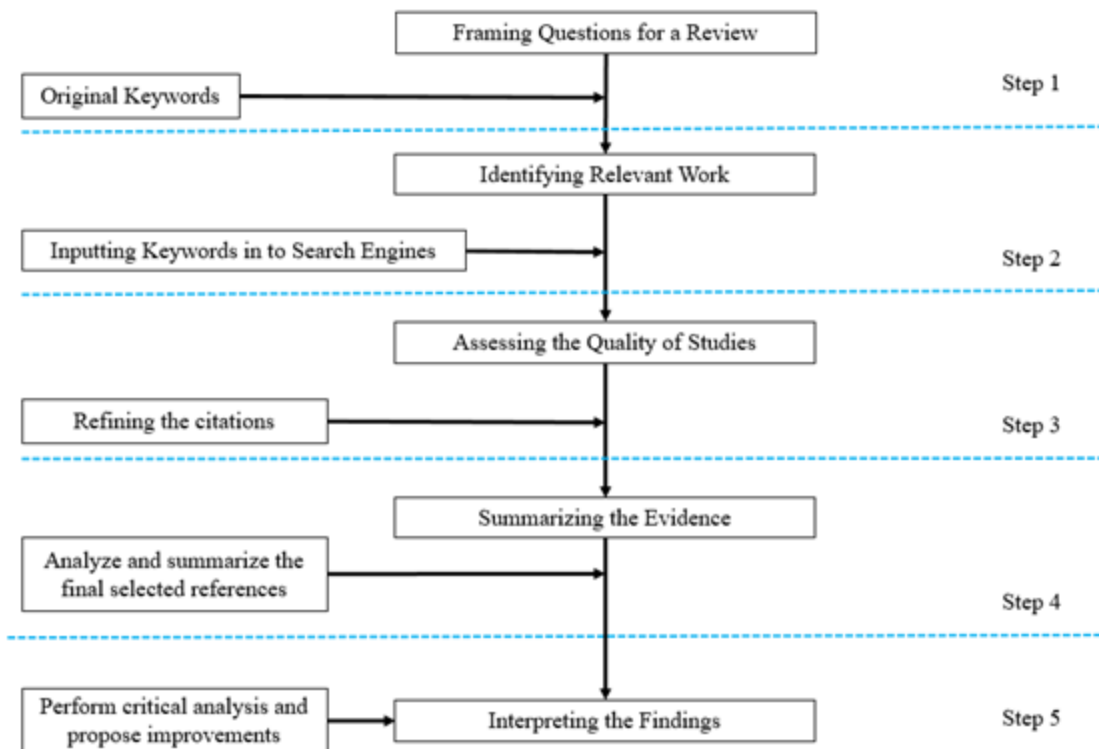 Framing Questions for a Review
Original Keywords
Step 1
Identifying Relevant Work
Inputting Keywords in to Search Engines
Step 2
Assessing the Quality of Studies
Refining the citations
Step 3
Summarizing the Evidence
Analyze and summarize the
final selected references
Step 4
Perform critical analysis and
propose improvements
Interpreting the Findings
Step 5